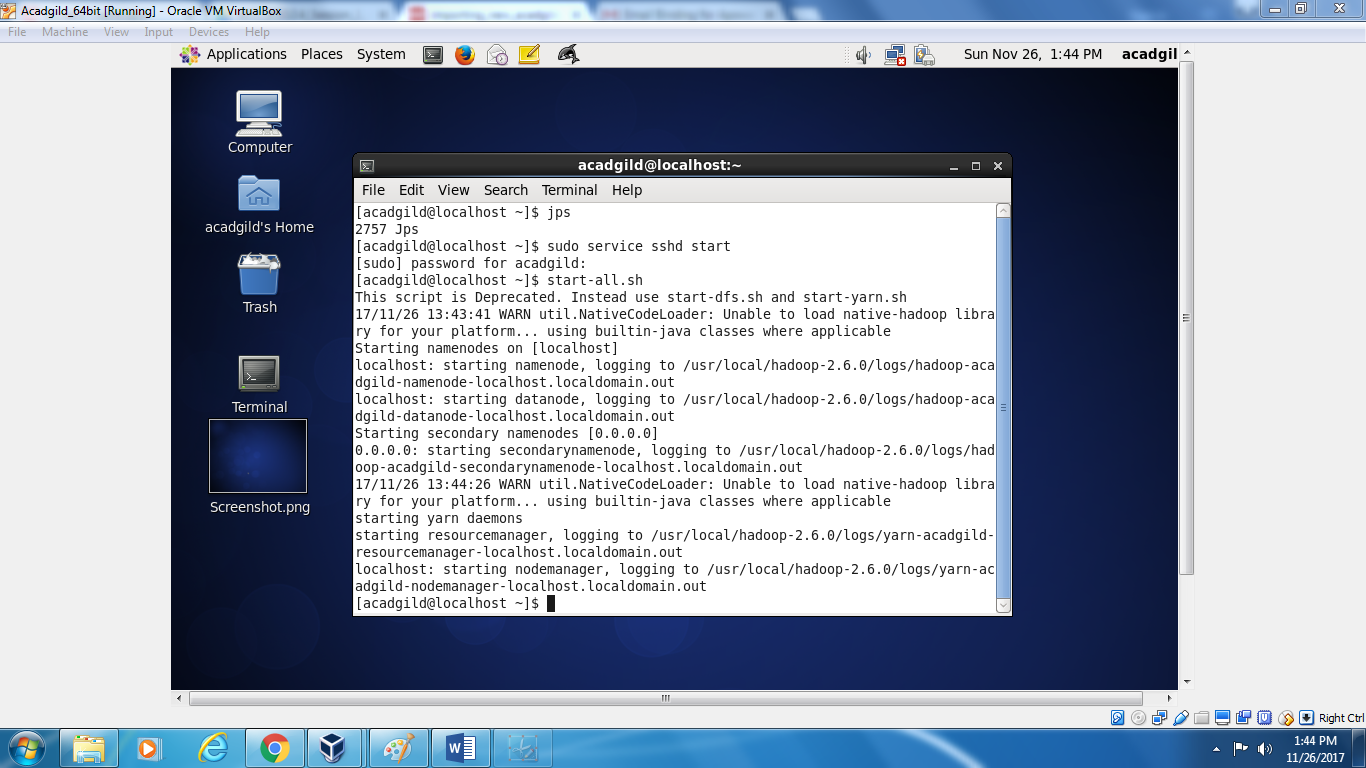 Acadgild_64bit [Running] - Oracle VM VirtualBox
File Machine View Input Devices Help
Applications Places System Sun Nov 26, 1:44 PM acadgil
Computer
acadgild's Home
Trash
Terminal
Screenshot.png
acadgild@localhost:~
File Edit View Search Terminal Help
[acadgild@localhost ~]$ jps
2757 Jps
[acadgild@localhost ~]$ sudo service sshd start
[sudo] password for acadgild:
[acadgild@localhost ~]$ start-all.sh
This script is Deprecated. Instead use start-dfs.sh and start-yarn.sh
17/11/26 13:43:41 WARN util.NativeCodeLoader: Unable to load native-hadoop libra
ry for your platform... using builtin-java classes where applicable
Starting namenodes on [localhost]
localhost: starting namenode, logging to /usr/local/hadoop-2.6.0/logs/hadoop-aca
dgild-namenode-localhost.localdomain.out
localhost: starting datanode, logging to /usr/local/hadoop-2.6.0/logs/hadoop-aca
dgild-datanode-localhost.localdomain.out
Starting secondary namenodes [0.0.0.0]
0.0.0.0: starting secondarynamenode, logging to /usr/local/hadoop-2.6.0/logs/had
oop-acadgild-secondarynamenode-localhost.localdomain.out
17/11/26 13:44:26 WARN util.NativeCodeLoader: Unable to load native-hadoop libra
ry for your platform... using builtin-java classes where applicable
starting yarn daemons
starting resourcemanager, logging to /usr/local/hadoop-2.6.0/logs/yarn-acadgild-
resourcemanager-localhost.localdomain.out
localhost: starting nodemanager, logging to /usr/local/hadoop-2.6.0/logs/yarn-ac
adgild-nodemanager-localhost.localdomain.out
[acadgild@localhost ~]$
Right Ctrl
1:44 PM
11/26/2017